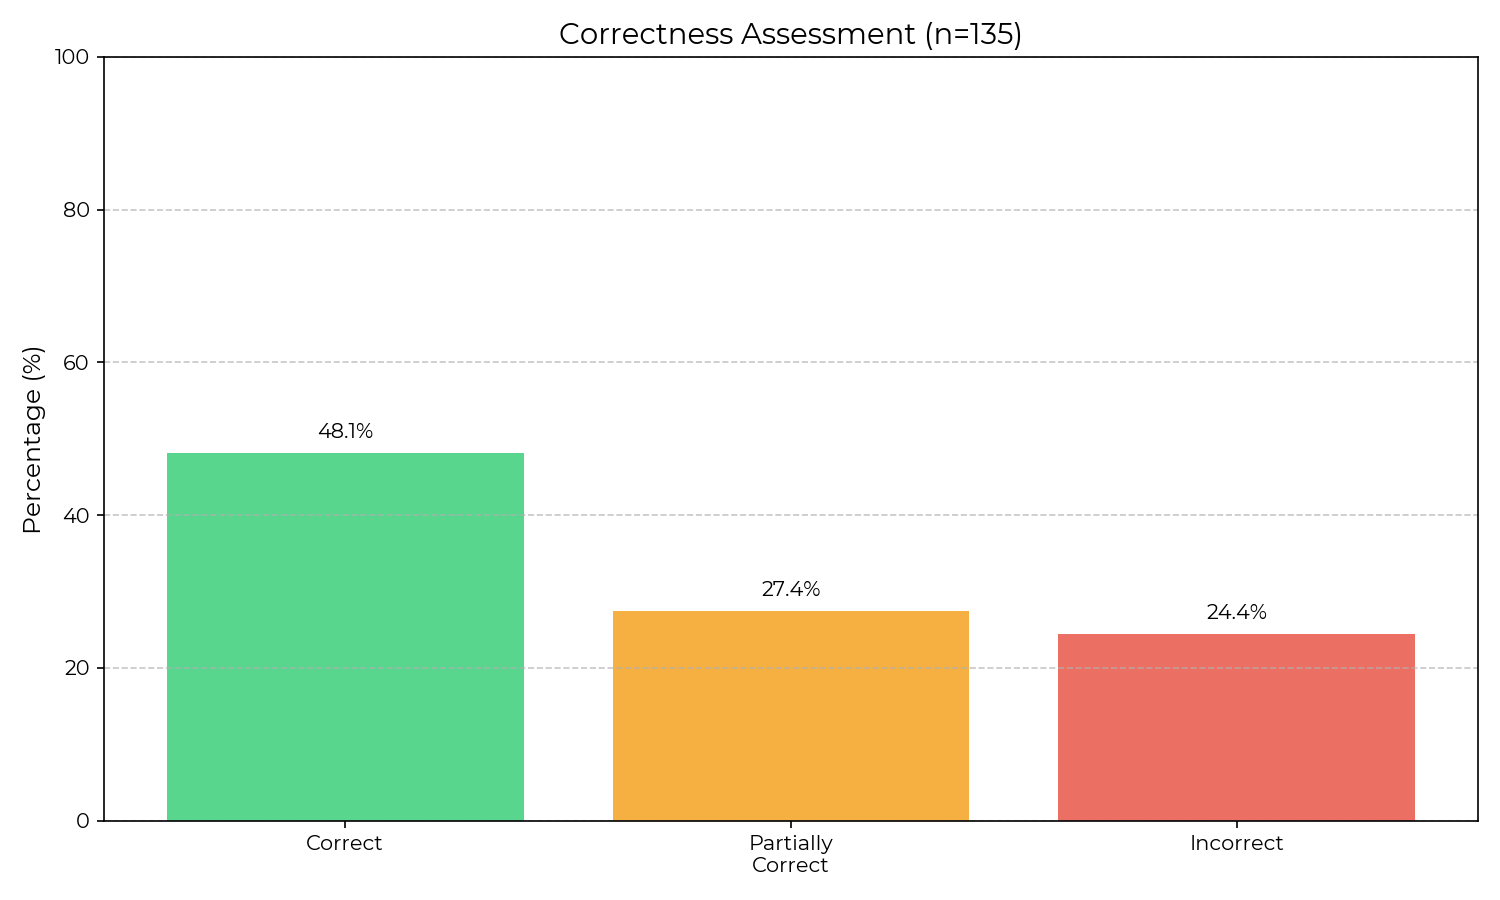 Correctness Assessment (n=135)
Percentage (%)
100
80
60
40
20
0
48.1%
27.4%
24.4%
Correct
Partially
Correct
Incorrect